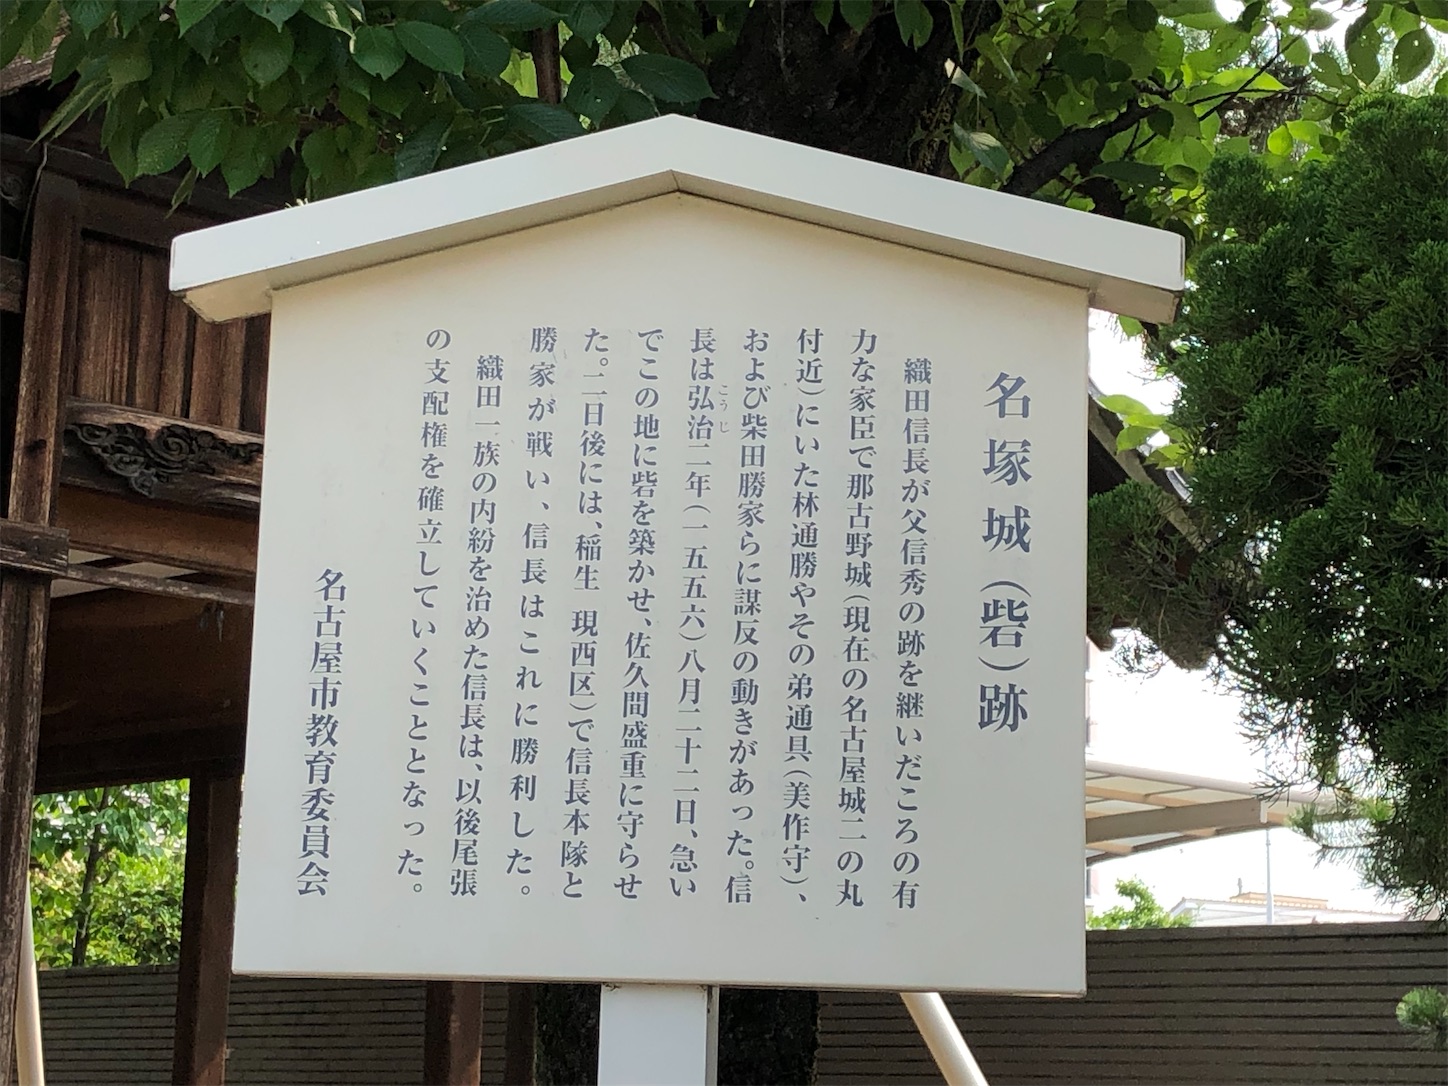 名塚城(砦)跡
織田信長が父信秀の跡を継いだころの有
力な家臣で那古野城(現在の名古屋城二の丸
付近)にいた林通勝やその弟通具(美作守)、
および柴田勝家らに謀反の動きがあった。信
長は弘治二年(一五五六)八月二十二日、急い
こうじ
でこの地に砦を築かせ、佐久間盛重に守らせ
た。二日後には、稲生 現西区)で信長本隊と
勝家が戦い、信長はこれに勝利した。
織田一族の内紛を治めた信長は、以後尾張
の支配権を確立していくこととなった。
名古屋市教育委員会